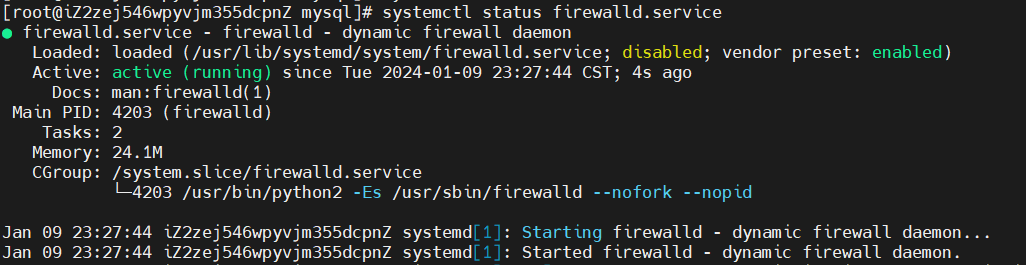 [root@iZ2zej546wpyvjm355dcpnZ mysql]# systemctl status firewalld.service
● firewalld.service - firewalld - dynamic firewall daemon
   Loaded: loaded (/usr/lib/systemd/system/firewalld.service; disabled; vendor preset: enabled)
   Active: active (running) since Tue 2024-01-09 23:27:44 CST; 4s ago
     Docs: man:firewalld(1)
 Main PID: 4203 (firewalld)
    Tasks: 2
   Memory: 24.1M
   CGroup: /system.slice/firewalld.service
           └─4203 /usr/bin/python2 -Es /usr/sbin/firewalld --nofork --nopid
Jan 09 23:27:44 iZ2zej546wpyvjm355dcpnZ systemd[1]: Starting firewalld - dynamic firewall daemon...
Jan 09 23:27:44 iZ2zej546wpyvjm355dcpnZ systemd[1]: Started firewalld - dynamic firewall daemon.